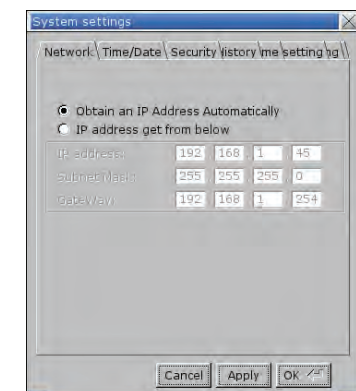 System settings
Network Time/Date Security setting
Obtain an IP Address Automatically
IP address get from below
IP address: 192 168 1 45
Subnet Mask: 255 255 255 0
GateWay: 192 168 1 254
Cancel Apply OK